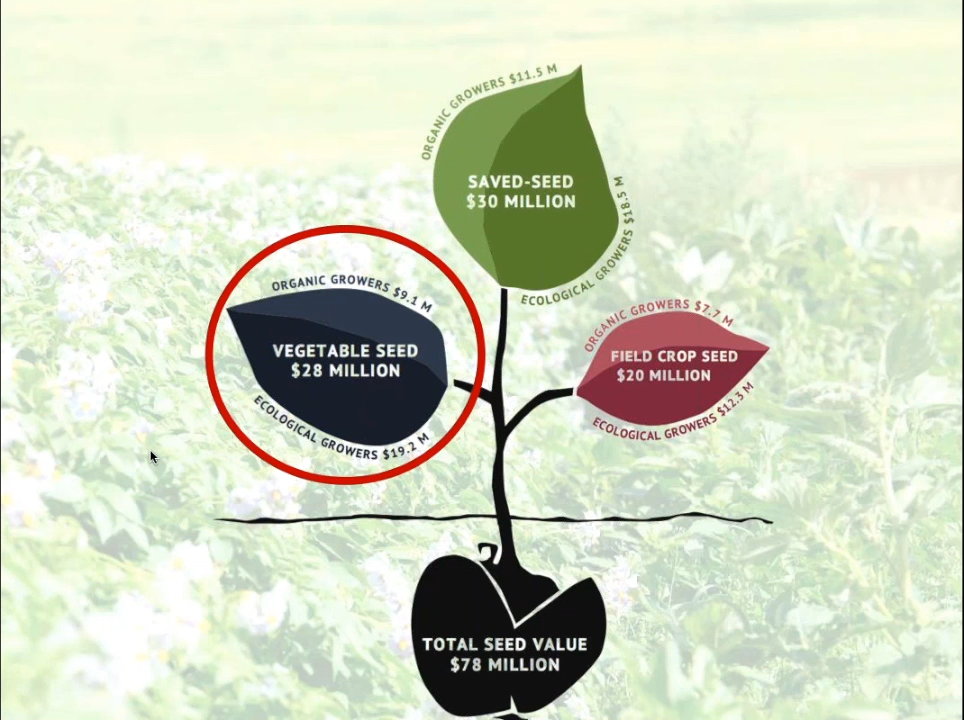 ORGANIC GROWERS $11.5 M
SAVED-SEED
$30 MILLION
ECOLOGICAL GROWERS $18.5 M
ORGANIC GROWERS $9.1 M
VEGETABLE SEED
$28 MILLION
ECOLOGICAL GROWERS $19.2 M
ORGANIC GROWERS $7.7 M
FIELD CROP SEED
$20 MILLION
ECOLOGICAL GROWERS $12.3 M
TOTAL SEED VALUE
$78 MILLION